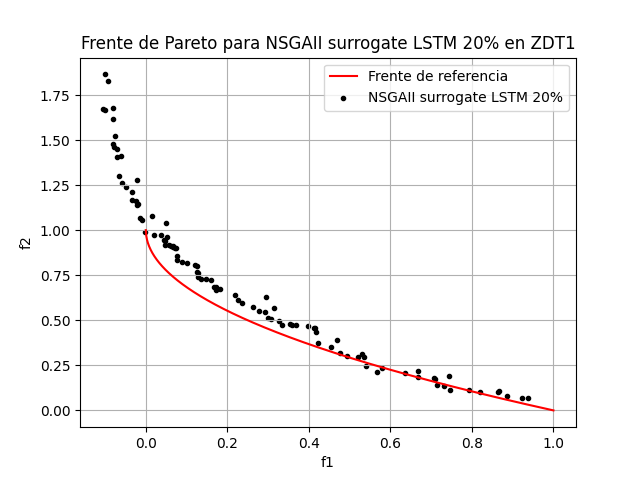 Frente de Pareto para NSGAII surrogate LSTM 20% en ZDT1
Frente de referencia
NSGAII surrogate LSTM 20%
1.75
1.50
1.25
1.00
0.75
0.50
0.25
0.00
f2
0.0 0.2 0.4 0.6 0.8 1.0
f1